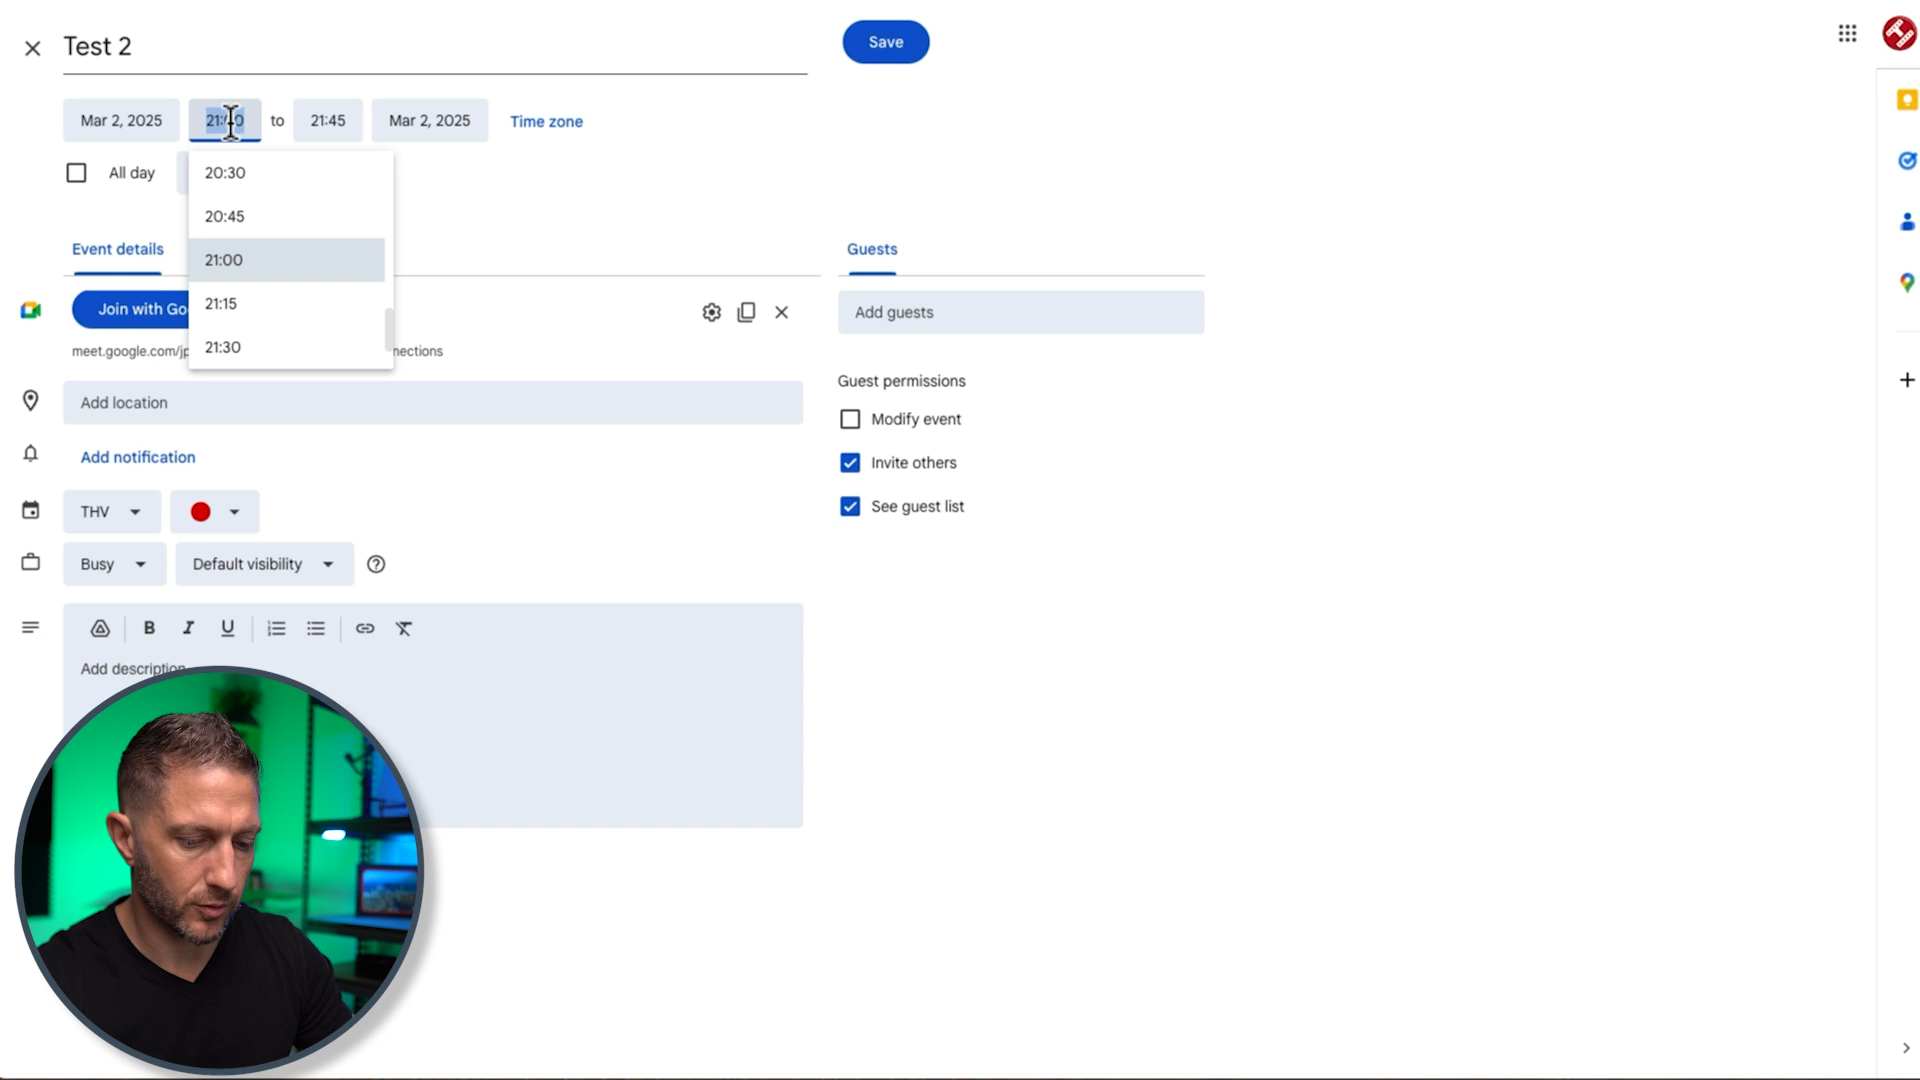 Test 2
Save
Mar 2, 2025 to 21:45 Mar 2, 2025 Time zone
All day
20:30
20:45
21:00
21:15
21:30
Event details
Guests
Join with Go
Add guests
meet.google.com/jp nections
Guest permissions
Add location
Modify event
Add notification
Invite others
THV
See guest list
Busy Default visibility
B I U
Add description